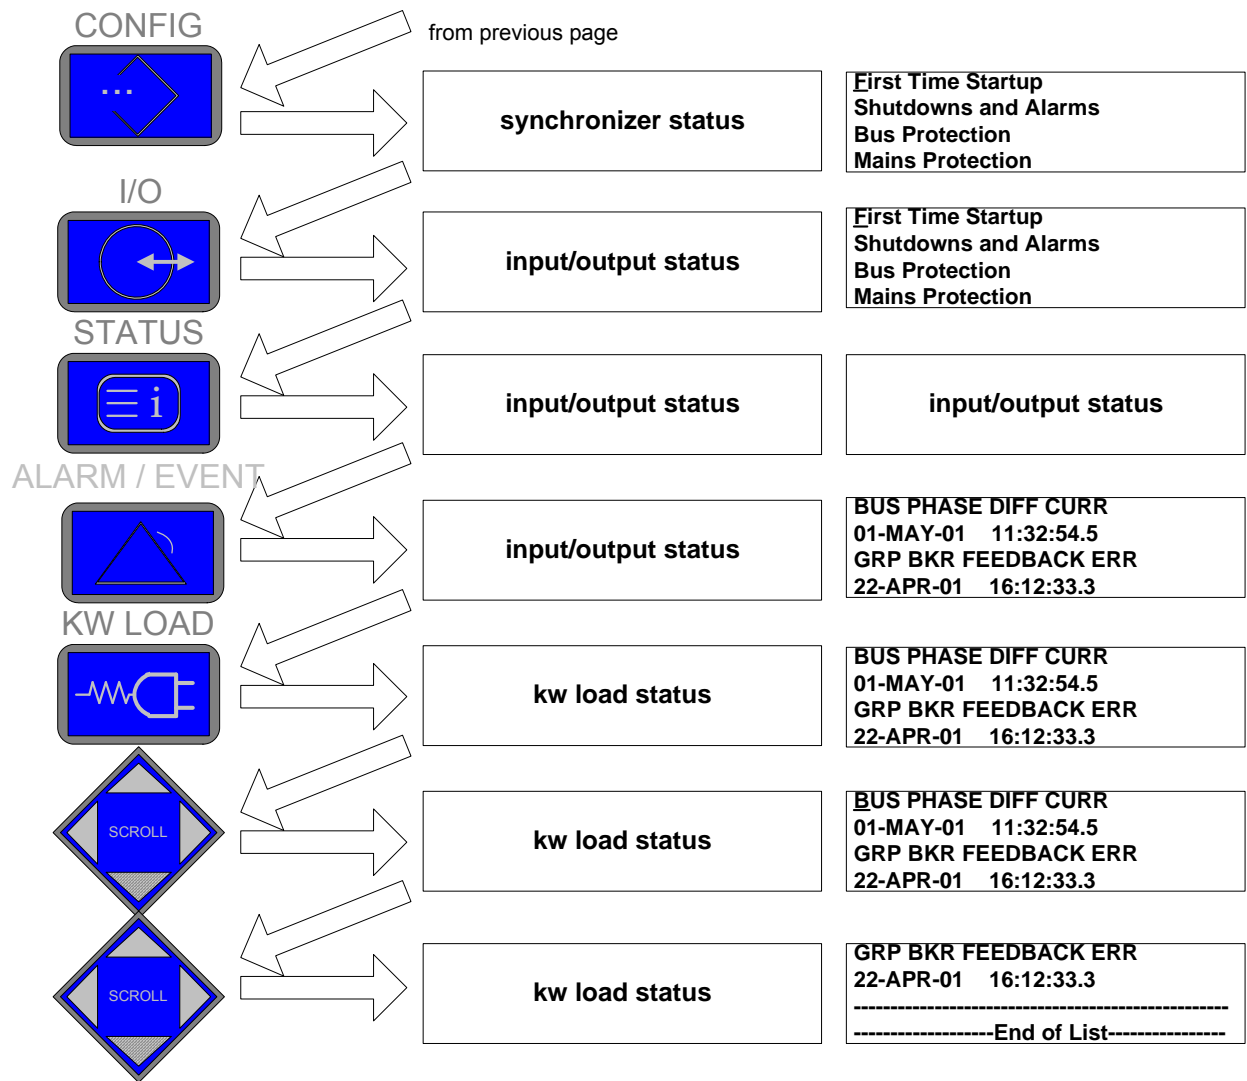 CONFIG
from previous page
synchronizer status
First Time Startup
Shutdowns and Alarms
Bus Protection
Mains Protection
I/O
input/output status
First Time Startup
Shutdowns and Alarms
Bus Protection
Mains Protection
STATUS
i
input/output status
input/output status
ALARM / EVENT
input/output status
BUS PHASE DIFF CURR
01-MAY-01 11:32:54.5
GRP BKR FEEDBACK ERR
22-APR-01 16:12:33.3
KW LOAD
kw load status
BUS PHASE DIFF CURR
01-MAY-01 11:32:54.5
GRP BKR FEEDBACK ERR
22-APR-01 16:12:33.3
SCROLL
kw load status
BUS PHASE DIFF CURR
01-MAY-01 11:32:54.5
GRP BKR FEEDBACK ERR
22-APR-01 16:12:33.3
SCROLL
kw load status
GRP BKR FEEDBACK ERR
22-APR-01 16:12:33.3
---------------------------------------------------
-------------------End of List----------------